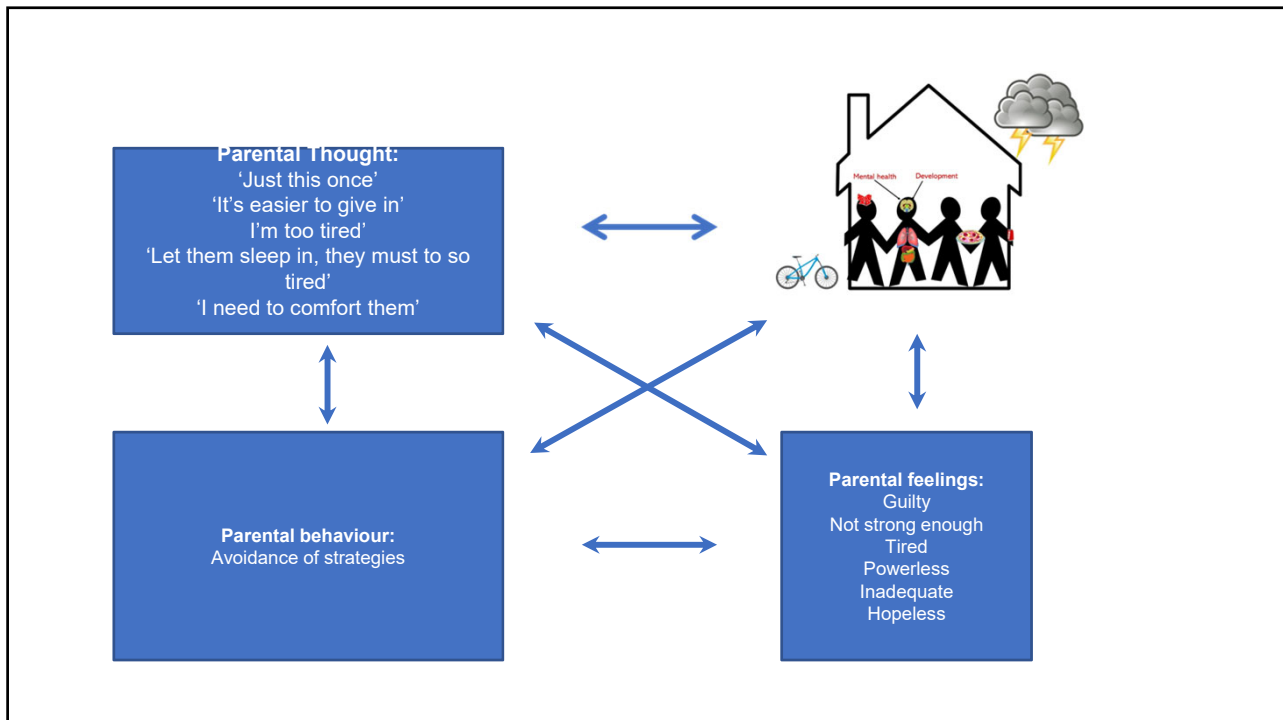 Parental Thought:
‘Just this once’
‘It’s easier to give in’
I’m too tired’
‘Let them sleep in, they must to so
tired’
‘I need to comfort them’
Mental health
Development
Parental behaviour:
Avoidance of strategies
Parental feelings:
Guilty
Not strong enough
Tired
Powerless
Inadequate
Hopeless